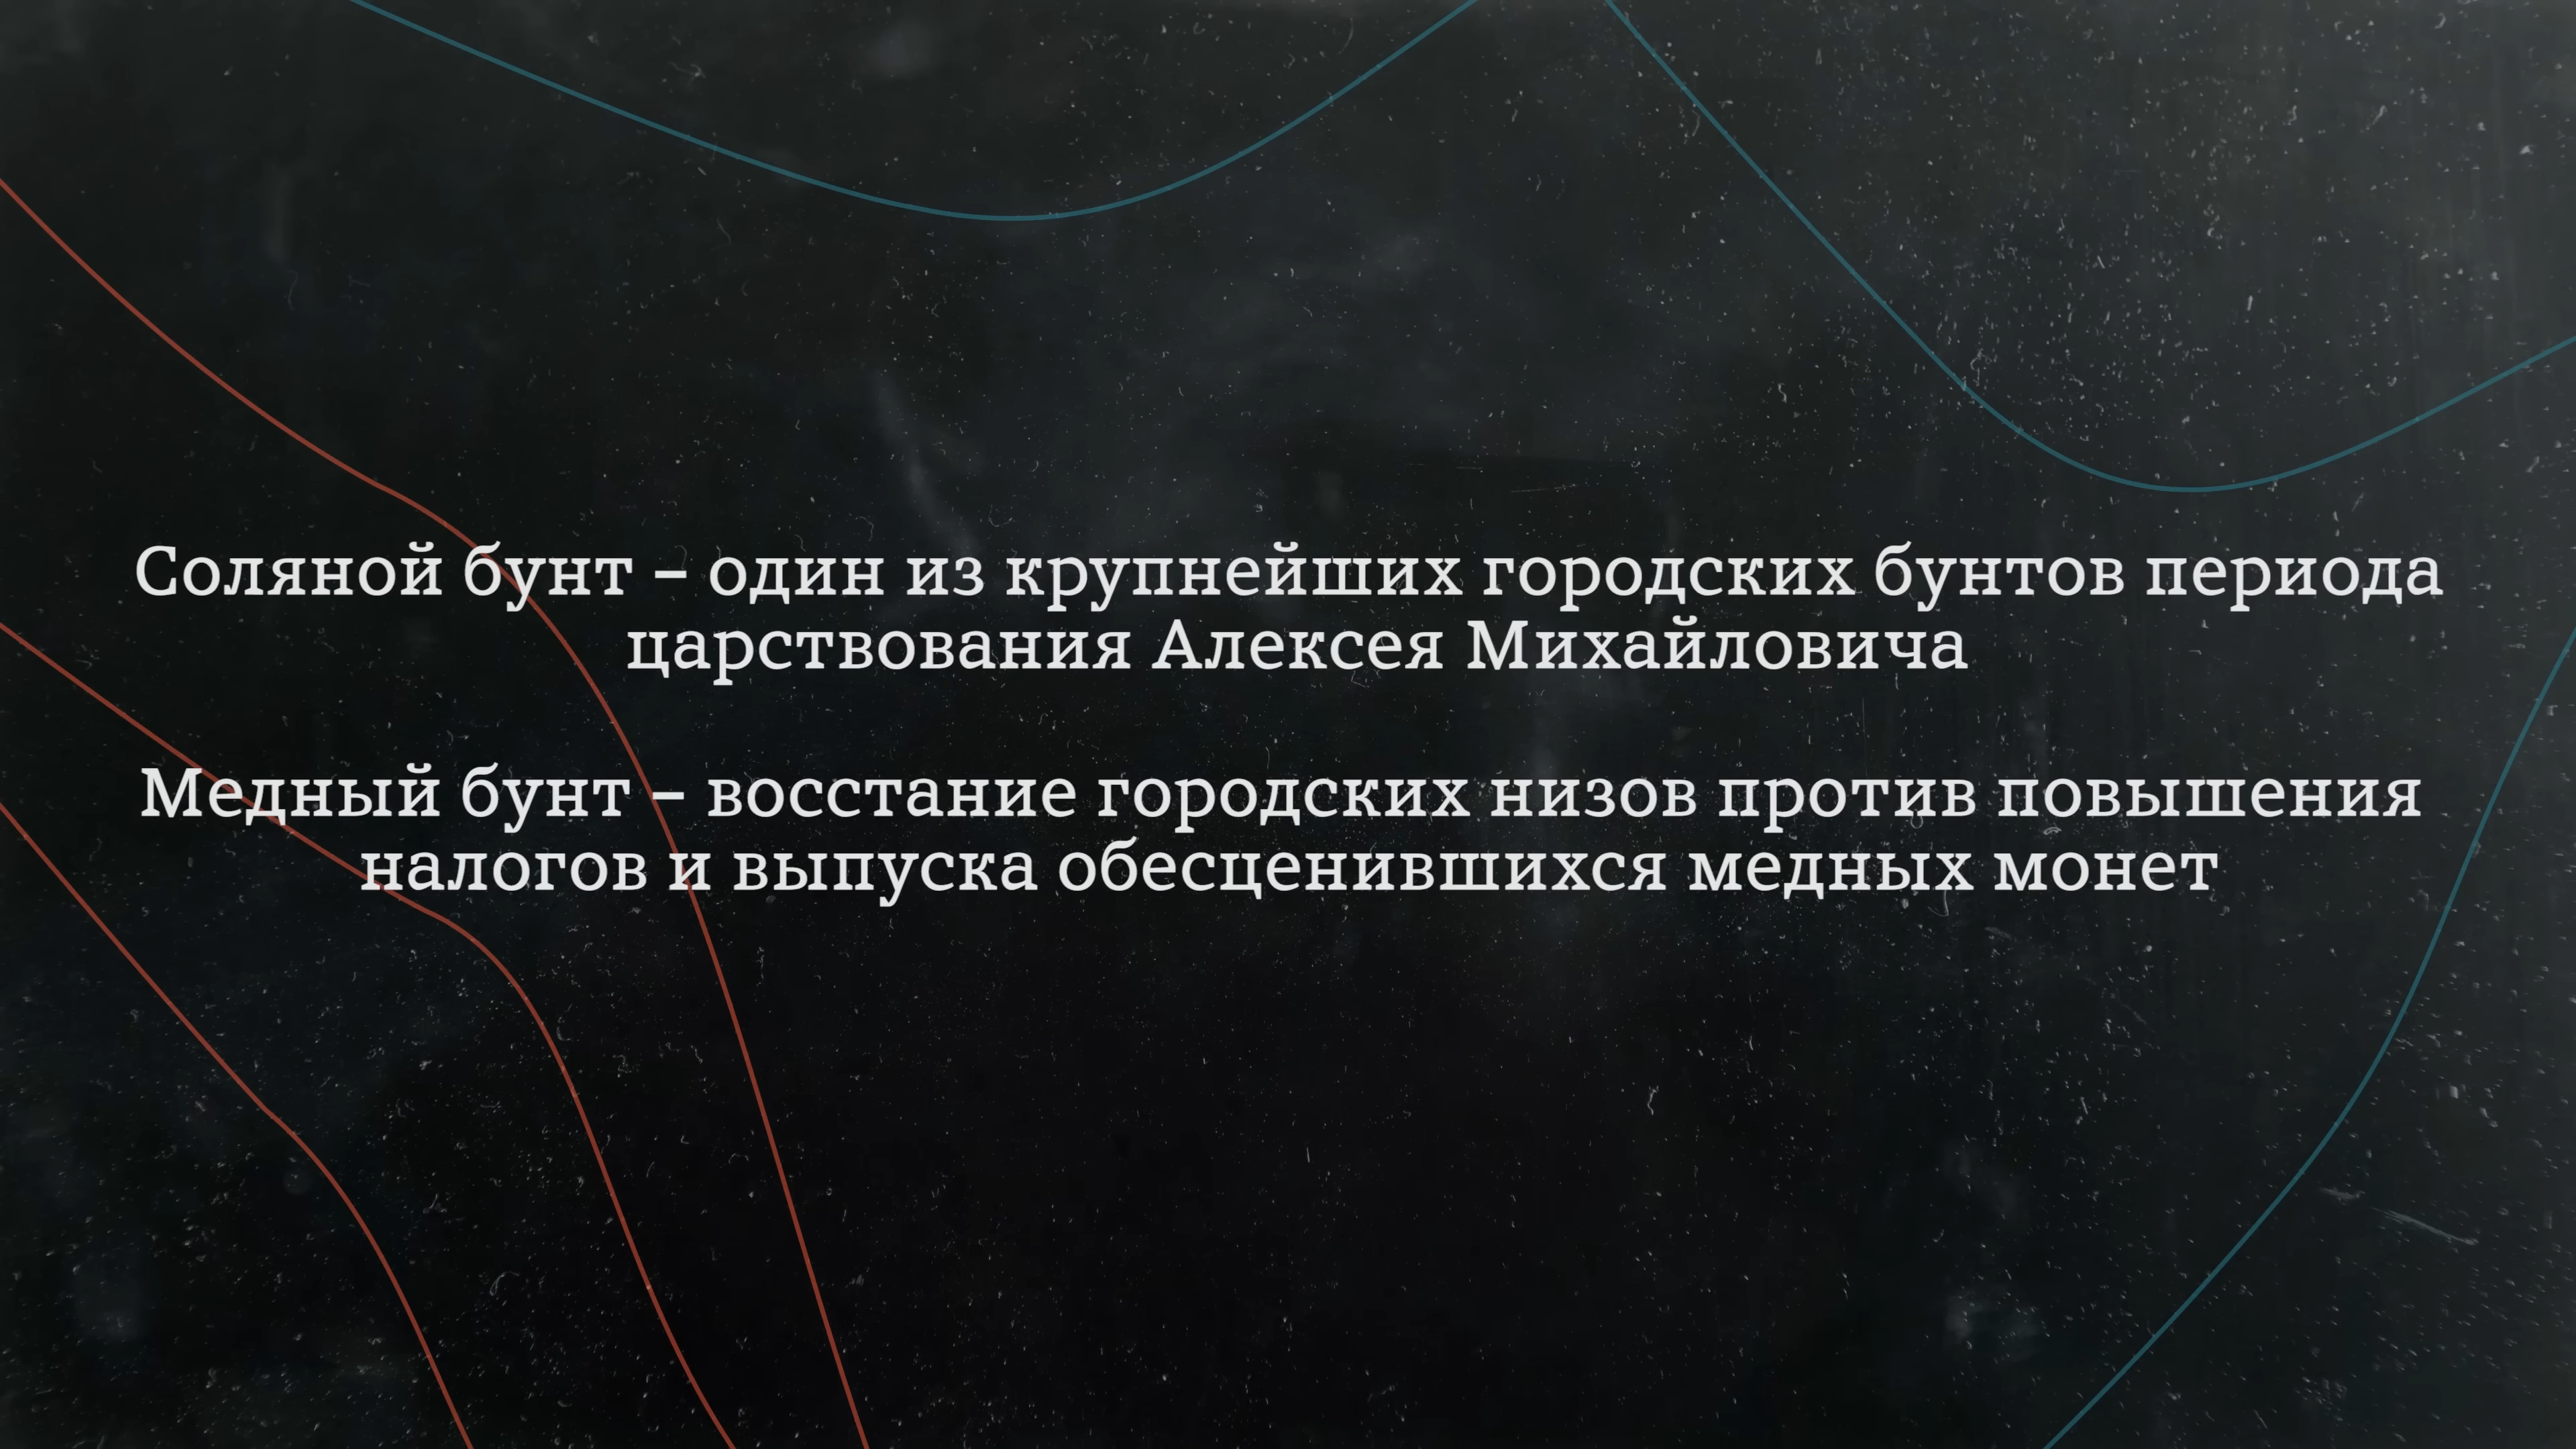 Соляной бунт – один из крупнейших городских бунтов периода
царствования Алексея Михайловича
Медный бунт – восстание городских низов против повышения
налогов и выпуска обесценившихся медных монет